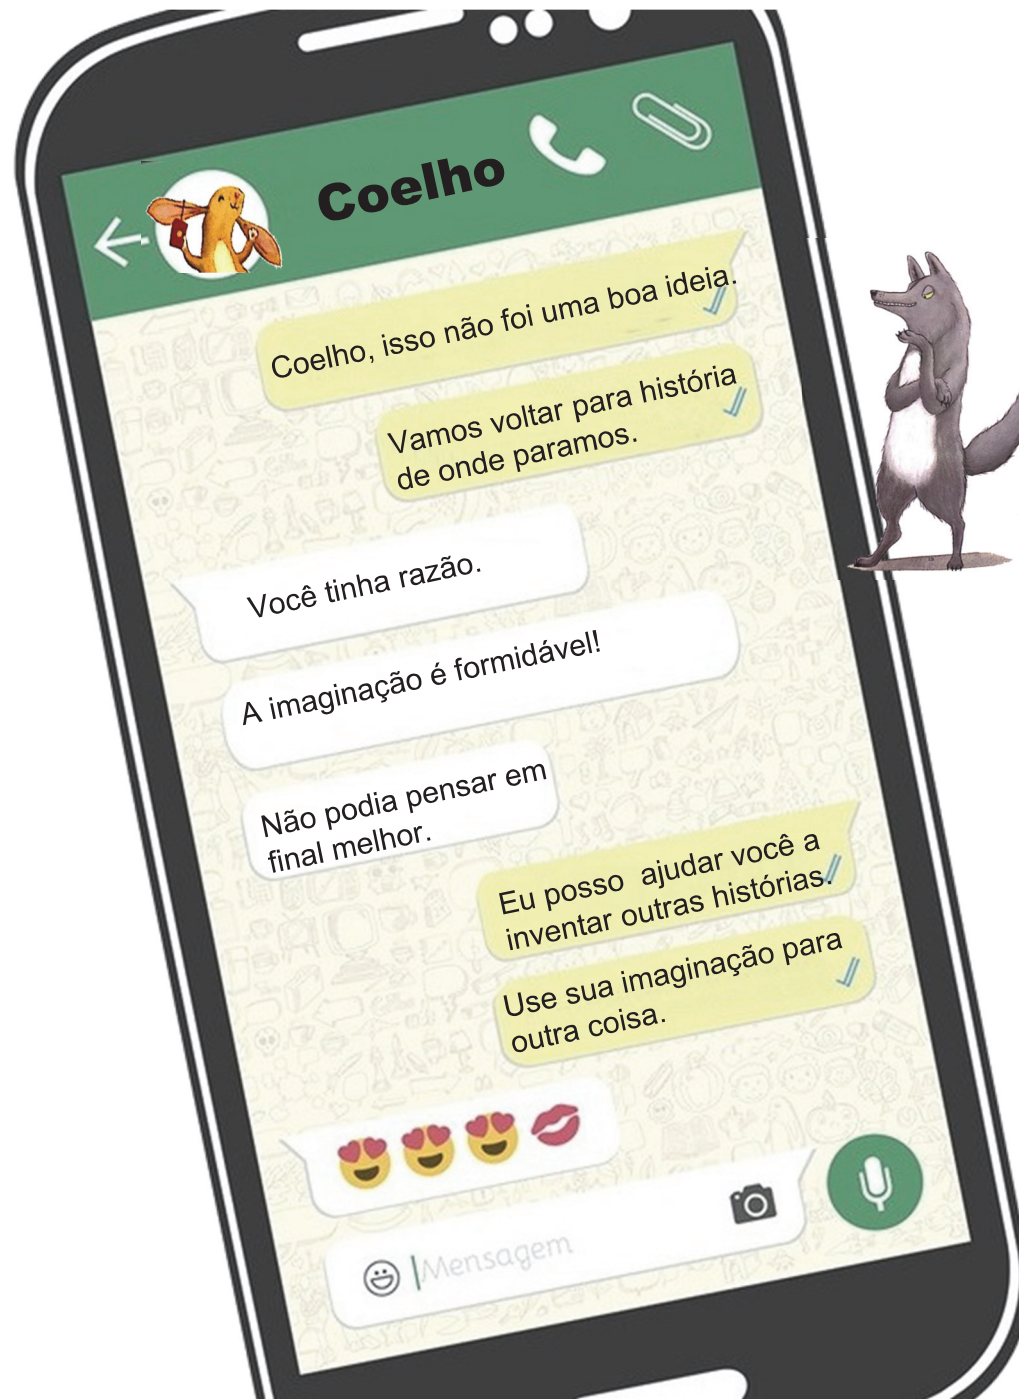 Coelho
Coelho, isso não foi uma boa ideia.
Vamos voltar para história
de onde paramos.
Você tinha razão.
A imaginação é formidável!
Não podia pensar em
final melhor.
Eu posso ajudar você a
inventar outras histórias.
Use sua imaginação para
outra coisa.
Mensagem